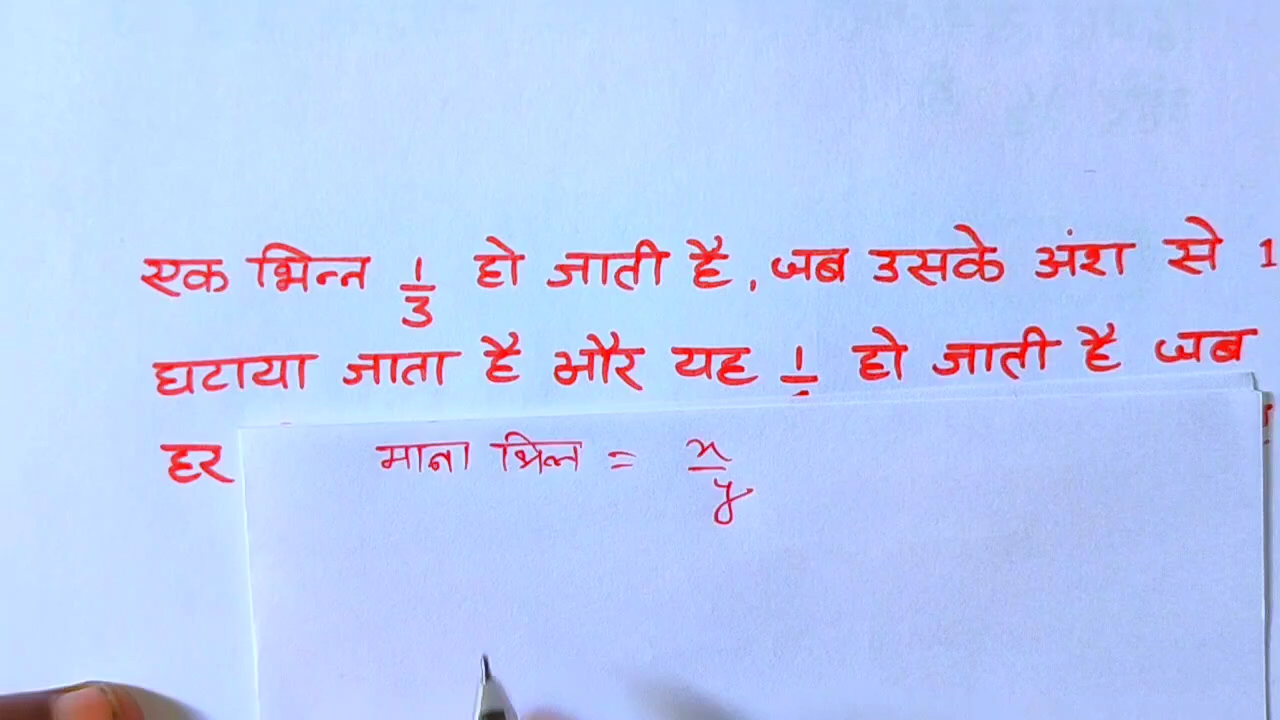 एक भिन्न 1/3 हो जाती है, जब उसके अंश से 1
घटाया जाता है और यह 1/ हो जाती है जब
हर
माना भिन्न = x/y